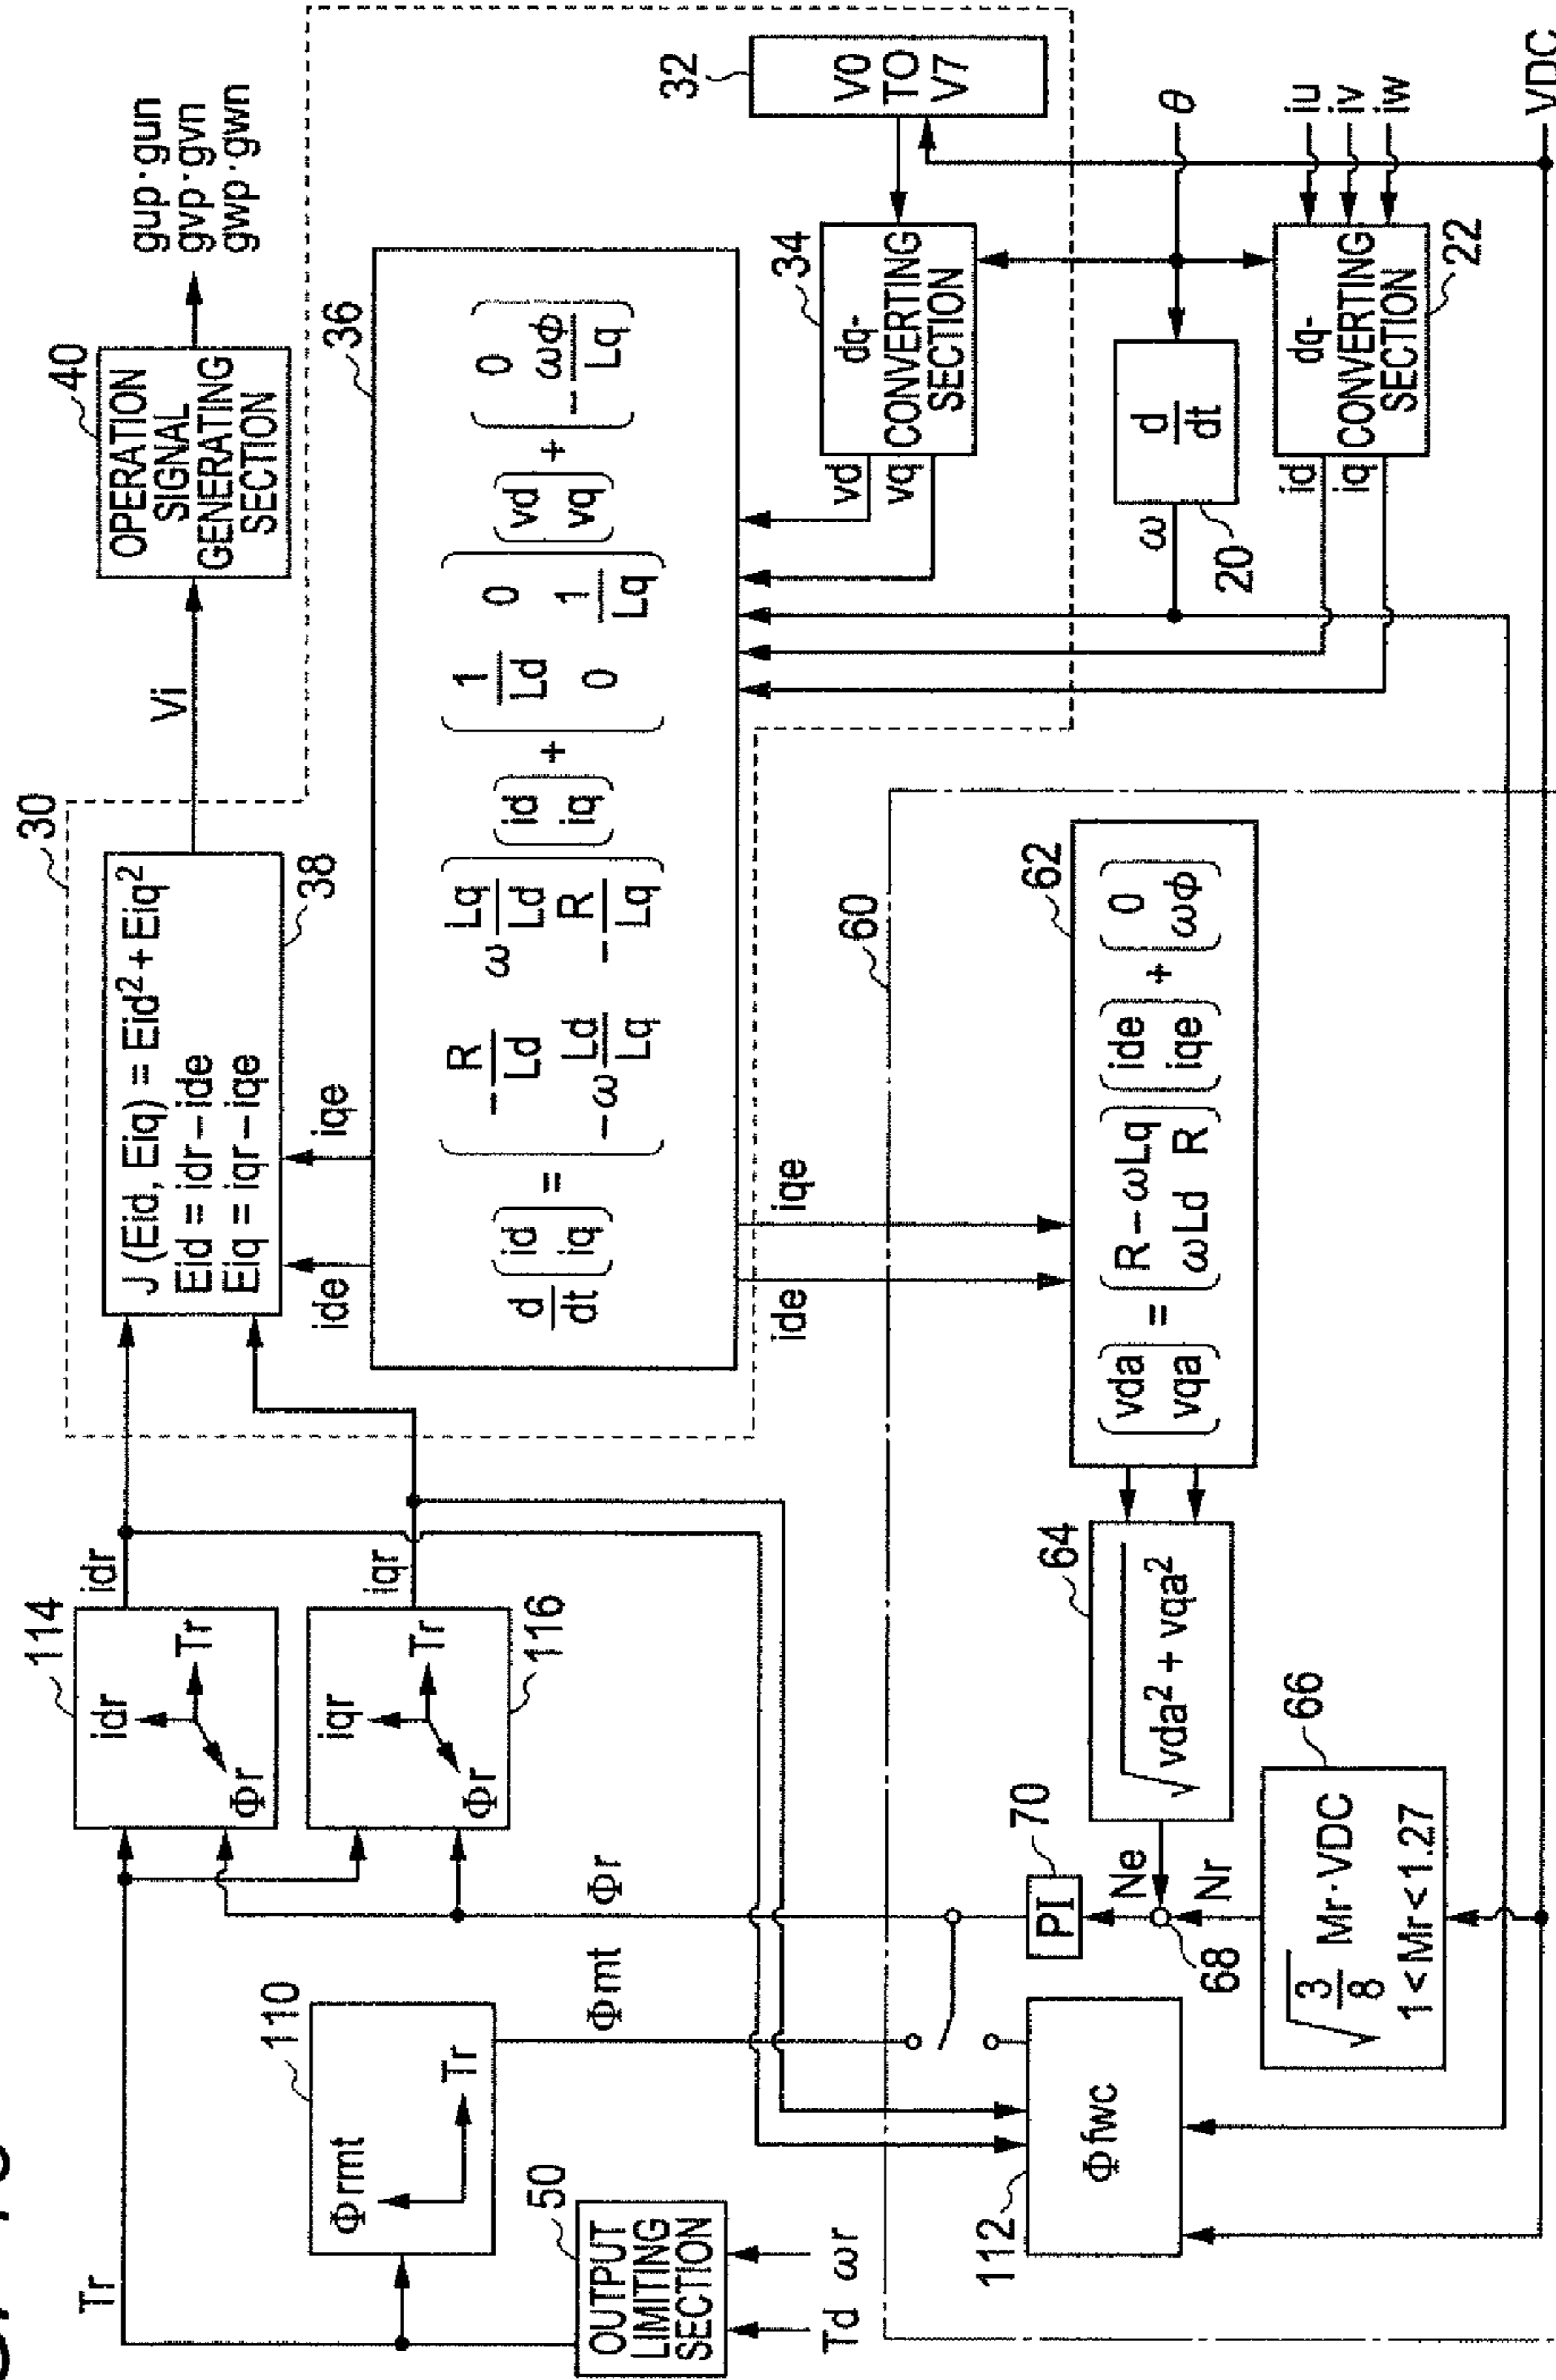 Tr
Td ωr
50
OUTPUT
LIMITING
SECTION
110
Φrmt
Tr
Φmt
Φr
114
idr
Tr
Φr
idr
116
iqr
Tr
Φr
iqr
30
38
J (Eid, Eiq) = Eid² + Eiq²
Eid = idr – ide
Eiq = iqr – iqe
ide
iqe
Vi
40
OPERATION
SIGNAL
GENERATING
SECTION
gup·gun
gvp·gvn
gwp·gwn
36
d/dt (id iq) = (–R/Ld ω Lq/Ld –ω Ld/Lq –R/Lq) (id iq) + (1/Ld 0 0 1/Lq) (vd vq) + (0 –ωϕ/Lq)
32
V0
TO
V7
34
dq-
CONVERTING
SECTION
vd
vq
θ
d/dt
20
ω
iu
iv
iw
dq-
CONVERTING
SECTION
22
id
iq
VDC
ide
iqe
60
62
(vda vqa) = (R – ωLq ωLd R) (ide iqe) + (0 ωϕ)
64
√vda² + vqa²
Ne
Nr
68
70
PI
66
√3/8 Mr·VDC
1 < Mr < 1.27
112
Φfwc